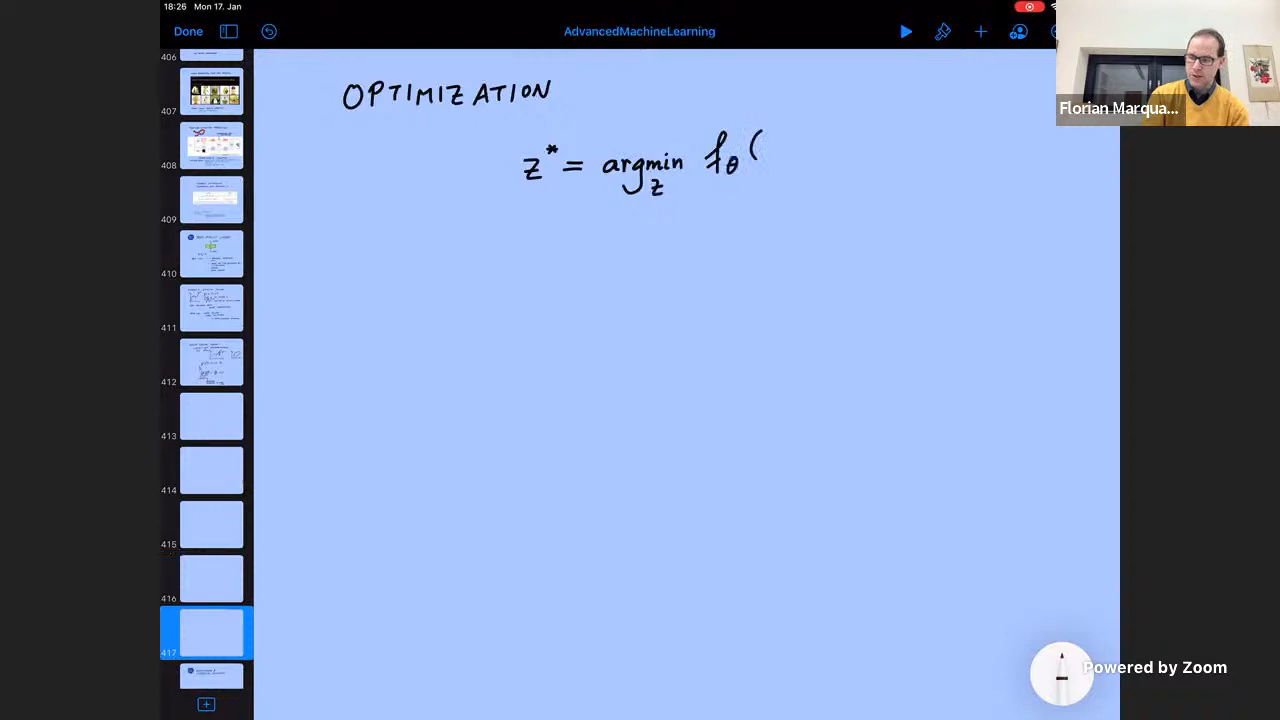 18:26 Mon 17. Jan
Done
AdvancedMachineLearning
OPTIMIZATION
z* = argmin f_θ (
z
Florian Marqua...
406
407
408
409
410
411
412
413
414
415
416
417
Powered by Zoom